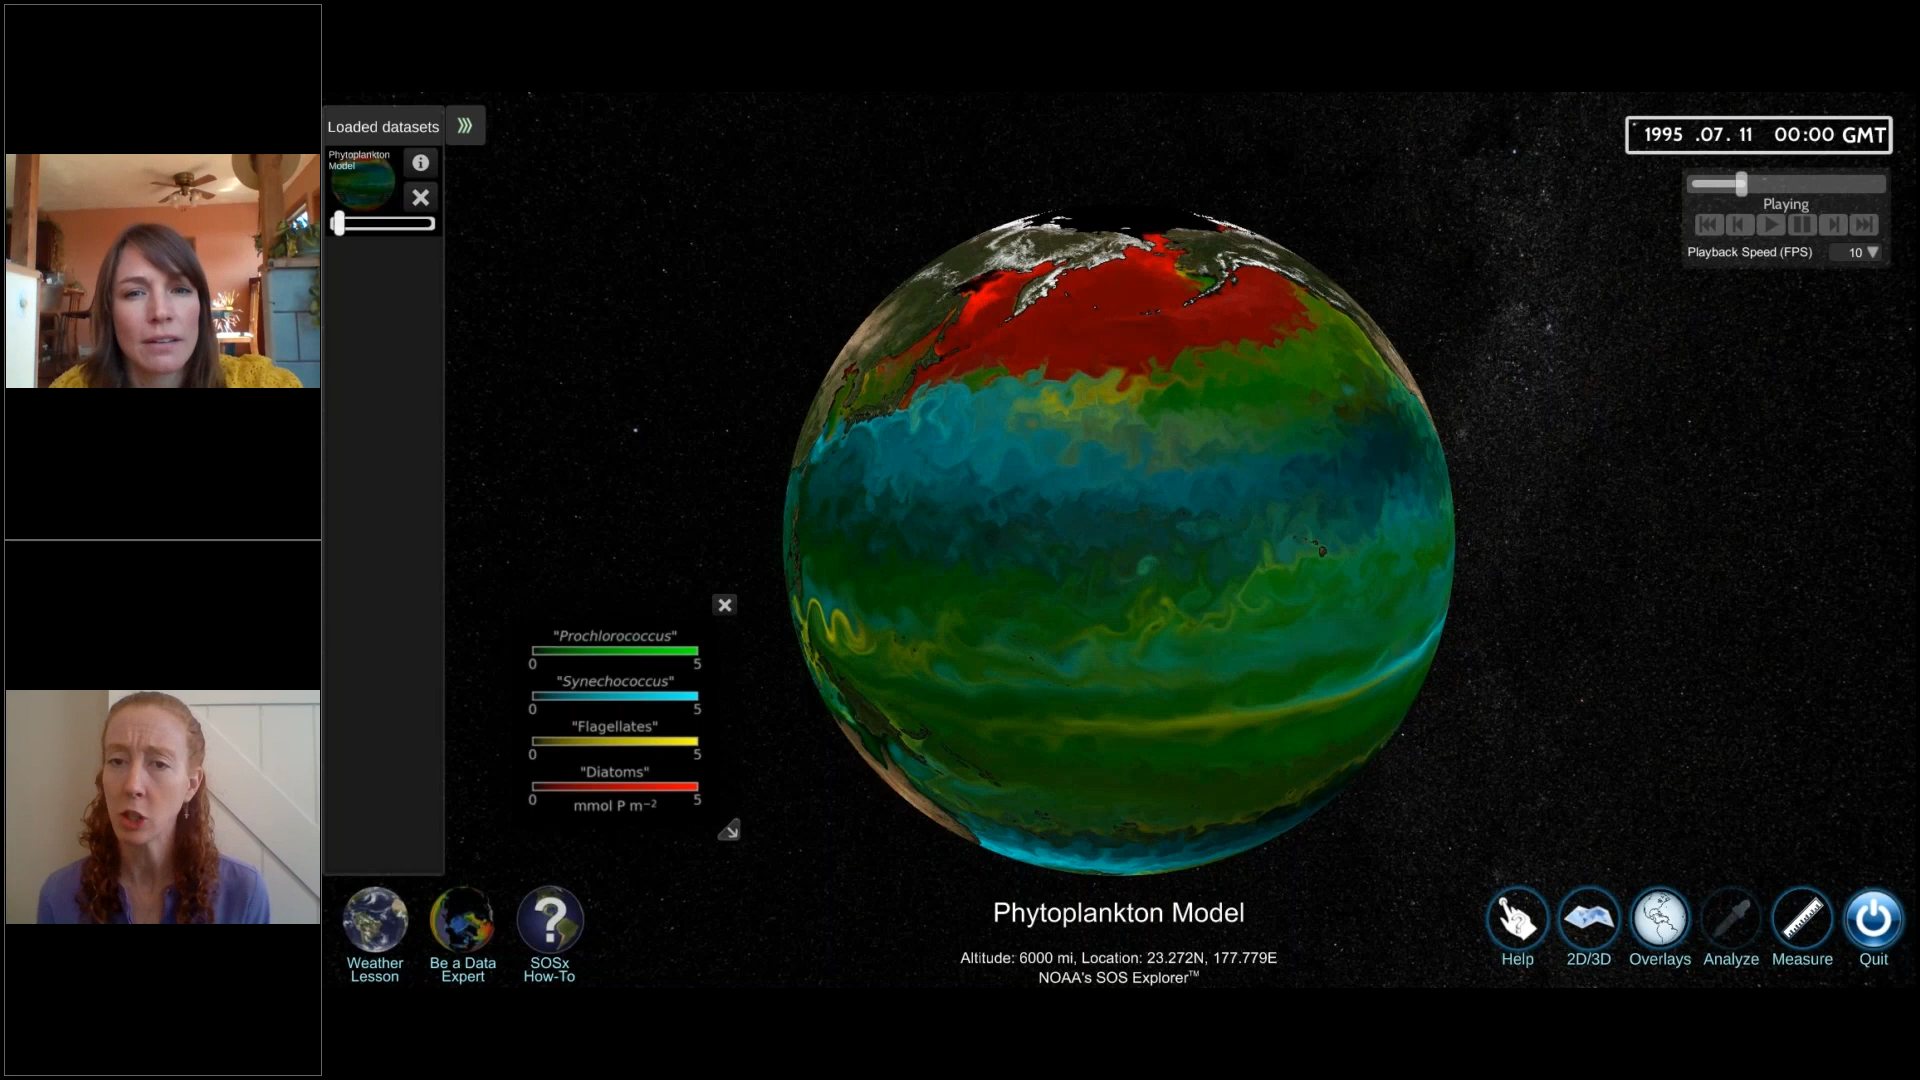 Loaded datasets
Phytoplankton
Model
1995 .07. 11 00:00 GMT
Playing
Playback Speed (FPS) 10
"Prochlorococcus"
0 5
"Synechococcus"
0 5
"Flagellates"
0 5
"Diatoms"
0 mmol P m⁻² 5
Weather
Lesson
Be a Data
Expert
?
SOSx
How-To
Phytoplankton Model
Altitude: 6000 mi, Location: 23.272N, 177.779E
NOAA's SOS Explorer™
Help
2D/3D
Overlays
Analyze
Measure
Quit